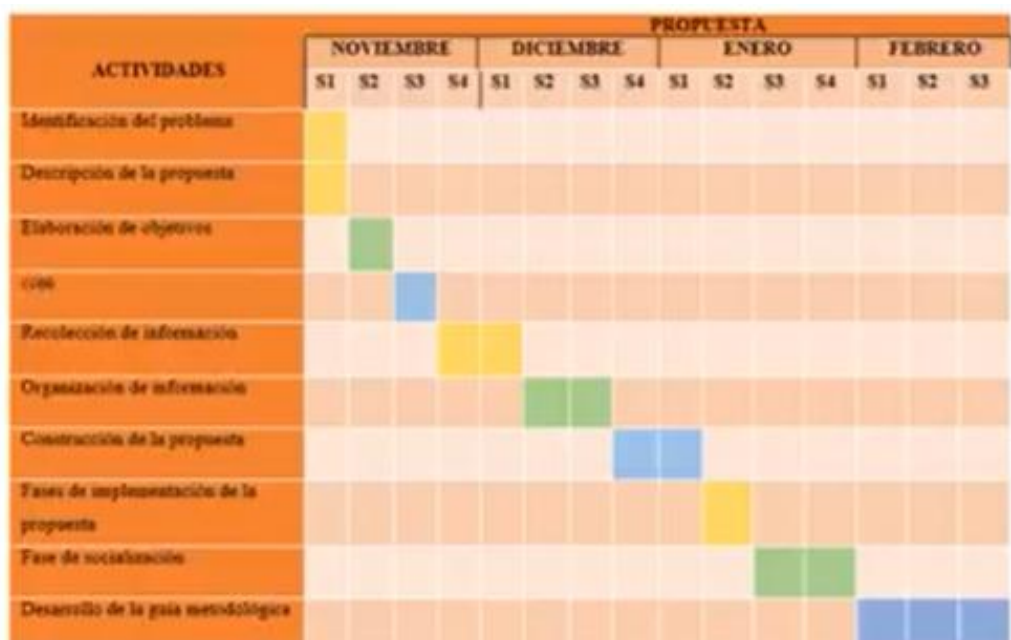 PROPUESTA
ACTIVIDADES
NOVIEMBRE DICIEMBRE ENERO FEBRERO
S1 S2 S3 S4 S1 S2 S3 S4 S1 S2 S3 S4 S1 S2 S3
Identificación del problema
Descripción de la propuesta
Elaboración de objetivos
Recolección de información
Organización de información
Construcción de la propuesta
Fases de implementación de la
propuesta
Fase de socialización
Desarrollo de la guía metodológica